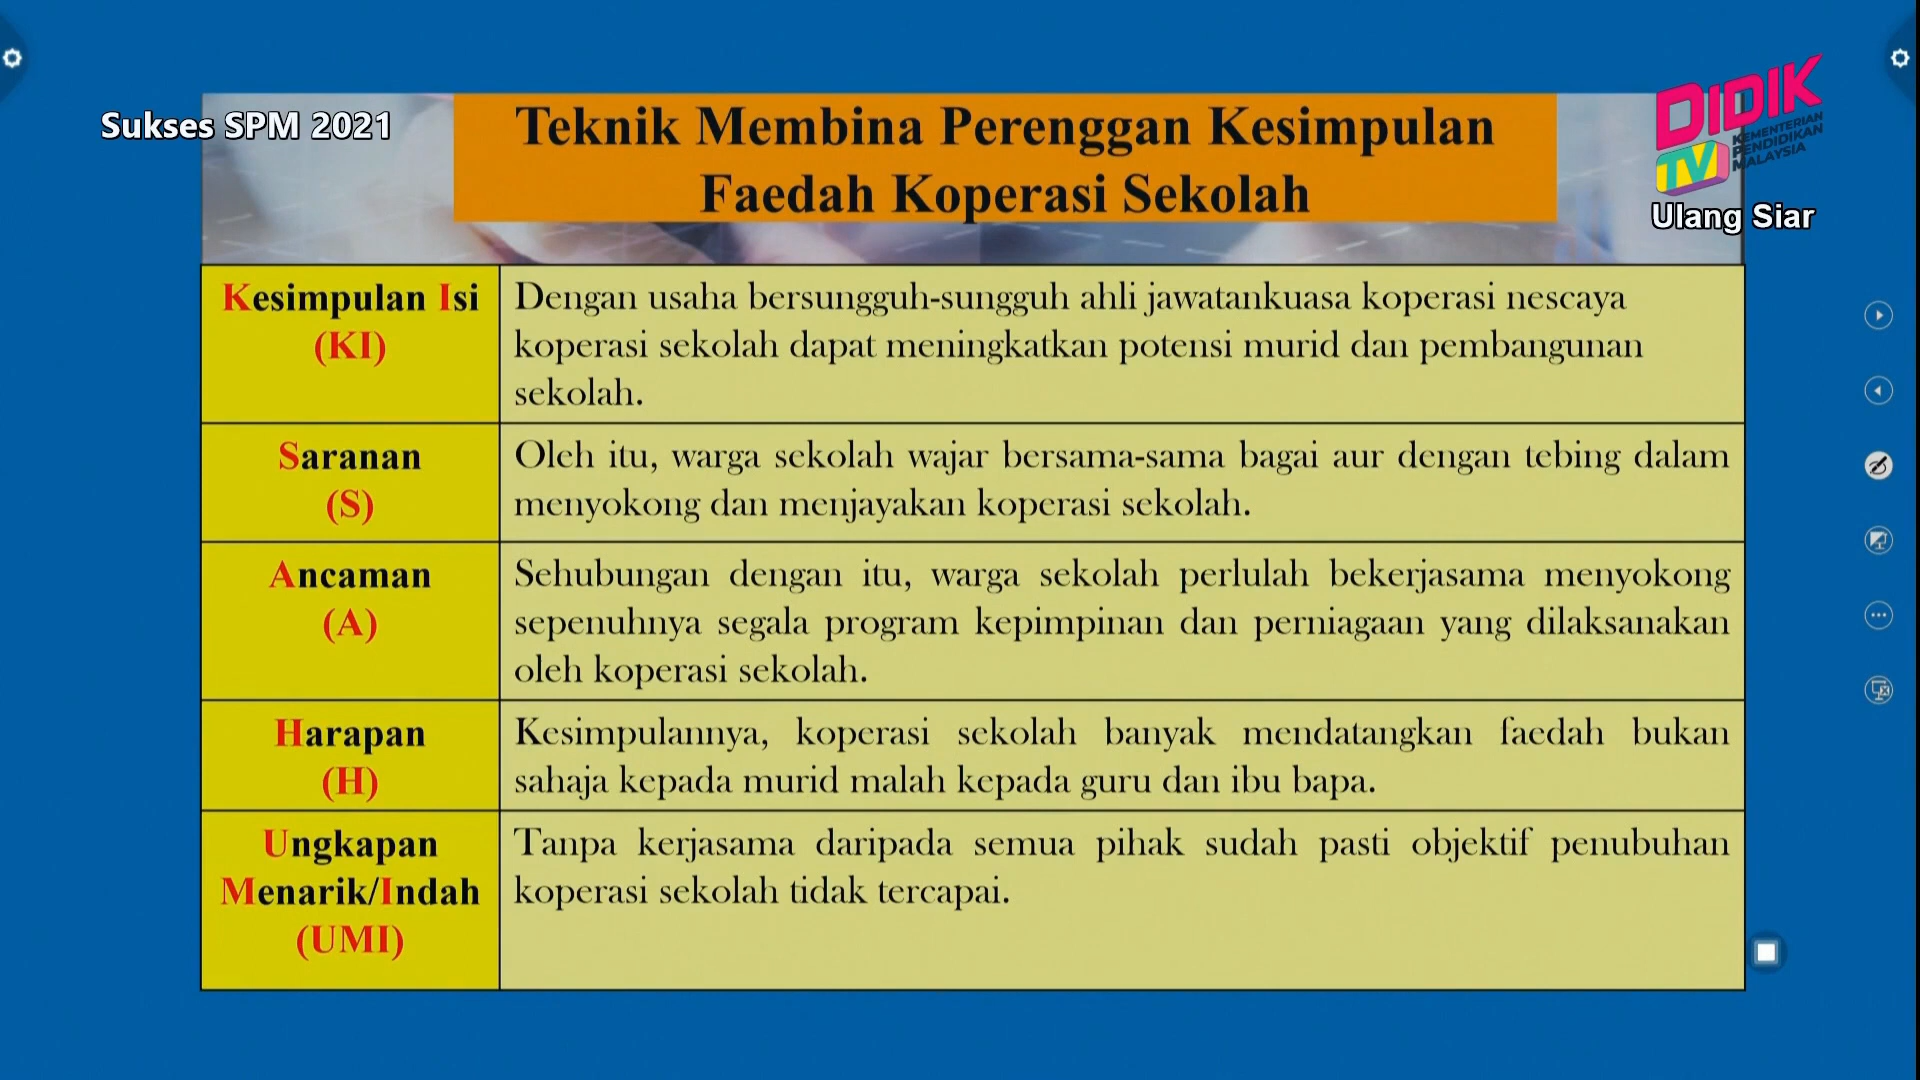 Sukses SPM 2021
Teknik Membina Perenggan Kesimpulan
Faedah Koperasi Sekolah
DIDIK
TV
KEMENTERIAN
PENDIDIKAN
MALAYSIA
Ulang Siar
Kesimpulan Isi
(KI)
Dengan usaha bersungguh-sungguh ahli jawatankuasa koperasi nescaya
koperasi sekolah dapat meningkatkan potensi murid dan pembangunan
sekolah.
Saranan
(S)
Oleh itu, warga sekolah wajar bersama-sama bagai aur dengan tebing dalam
menyokong dan menjayakan koperasi sekolah.
Ancaman
(A)
Sehubungan dengan itu, warga sekolah perlulah bekerjasama menyokong
sepenuhnya segala program kepimpinan dan perniagaan yang dilaksanakan
oleh koperasi sekolah.
Harapan
(H)
Kesimpulannya, koperasi sekolah banyak mendatangkan faedah bukan
sahaja kepada murid malah kepada guru dan ibu bapa.
Ungkapan
Menarik/Indah
(UMI)
Tanpa kerjasama daripada semua pihak sudah pasti objektif penubuhan
koperasi sekolah tidak tercapai.